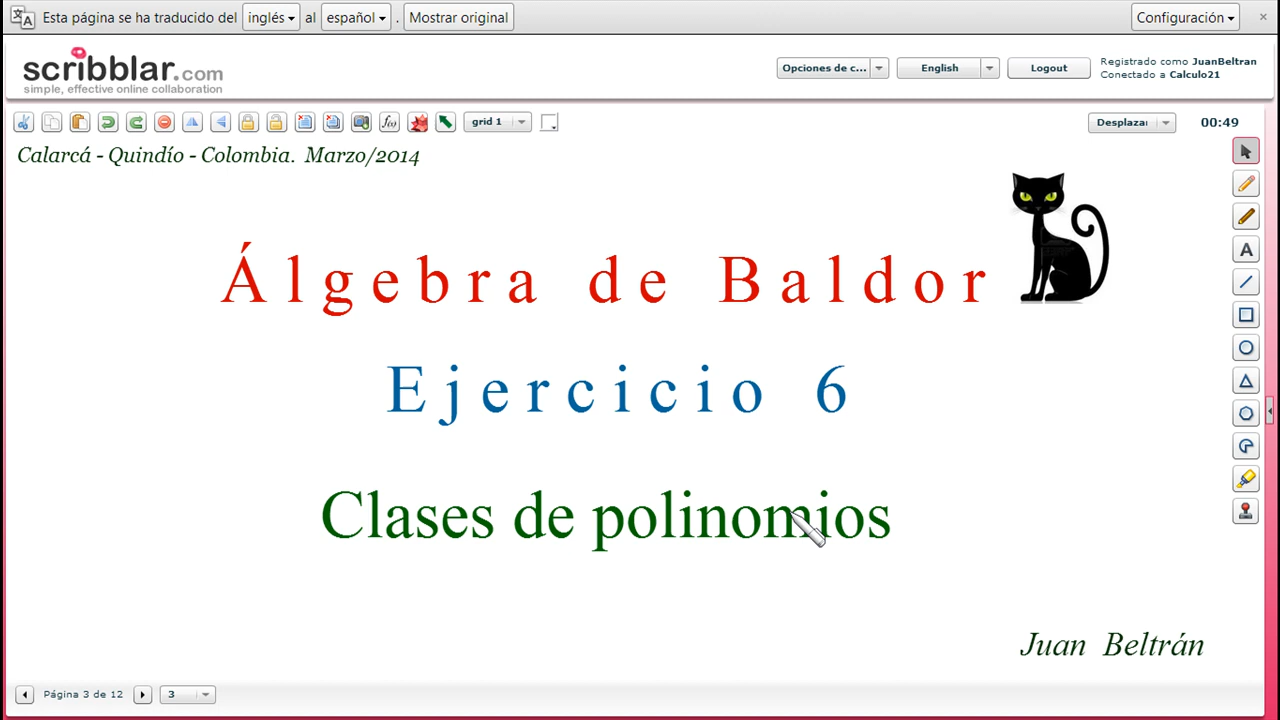 Esta página se ha traducido del inglés al español . Mostrar original Configuración
scribblar.com
simple, effective online collaboration
Opciones de c... English Logout
Registrado como JuanBeltran
Conectado a Calculo21
f(x) grid 1 Desplaza 00:49
Calarcá - Quindío - Colombia. Marzo/2014
Álgebra de Baldor
Ejercicio 6
Clases de polinomios
Juan Beltrán
Página 3 de 12 3